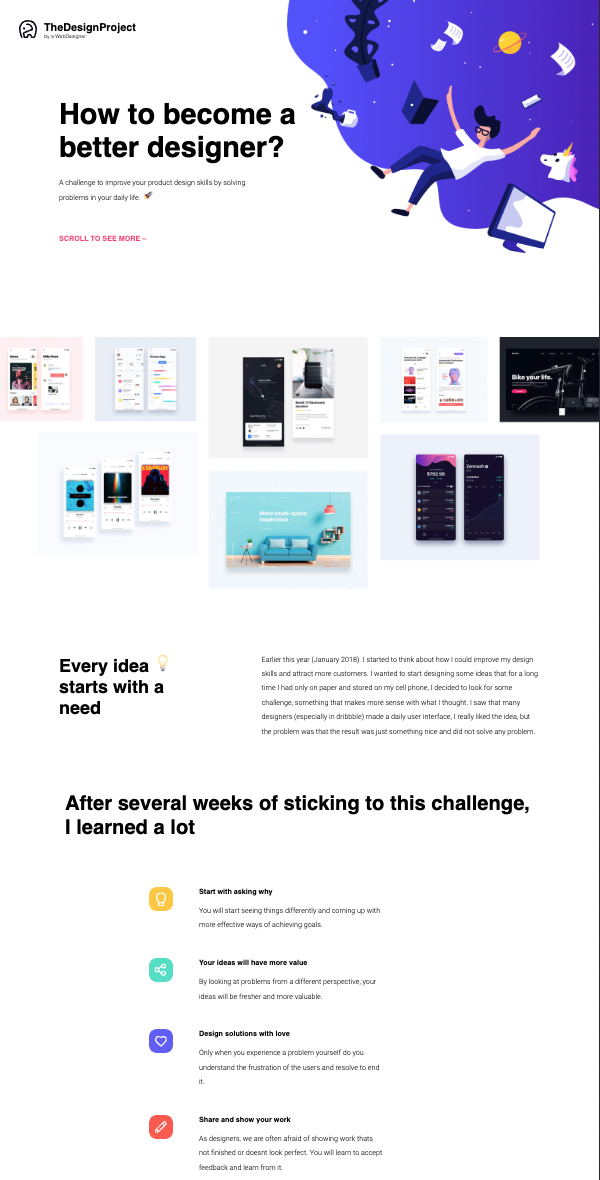 TheDesignProject
by a WebDesigner
How to become a
better designer?
A challenge to improve your product design skills by solving
problems in your daily life. 🚀
SCROLL TO SEE MORE –
Bike your life.
STARBOY
More small-space
inspiration
$762.98
Every idea 💡
starts with a
need
Earlier this year (January 2018). I started to think about how I could improve my design
skills and attract more customers. I wanted to start designing some ideas that for a long
time I had only on paper and stored on my cell phone, I decided to look for some
challenge, something that makes more sense with what I thought. I saw that many
designers (especially in dribbble) made a daily user interface, I really liked the idea, but
the problem was that the result was just something nice and did not solve any problem.
After several weeks of sticking to this challenge,
I learned a lot
Start with asking why
You will start seeing things differently and coming up with
more effective ways of achieving goals.
Your ideas will have more value
By looking at problems from a different perspective, your
ideas will be fresher and more valuable.
Design solutions with love
Only when you experience a problem yourself do you
understand the frustration of the users and resolve to end
it.
Share and show your work
As designers, we are often afraid of showing work thats
not finished or doesnt look perfect. You will learn to accept
feedback and learn from it.